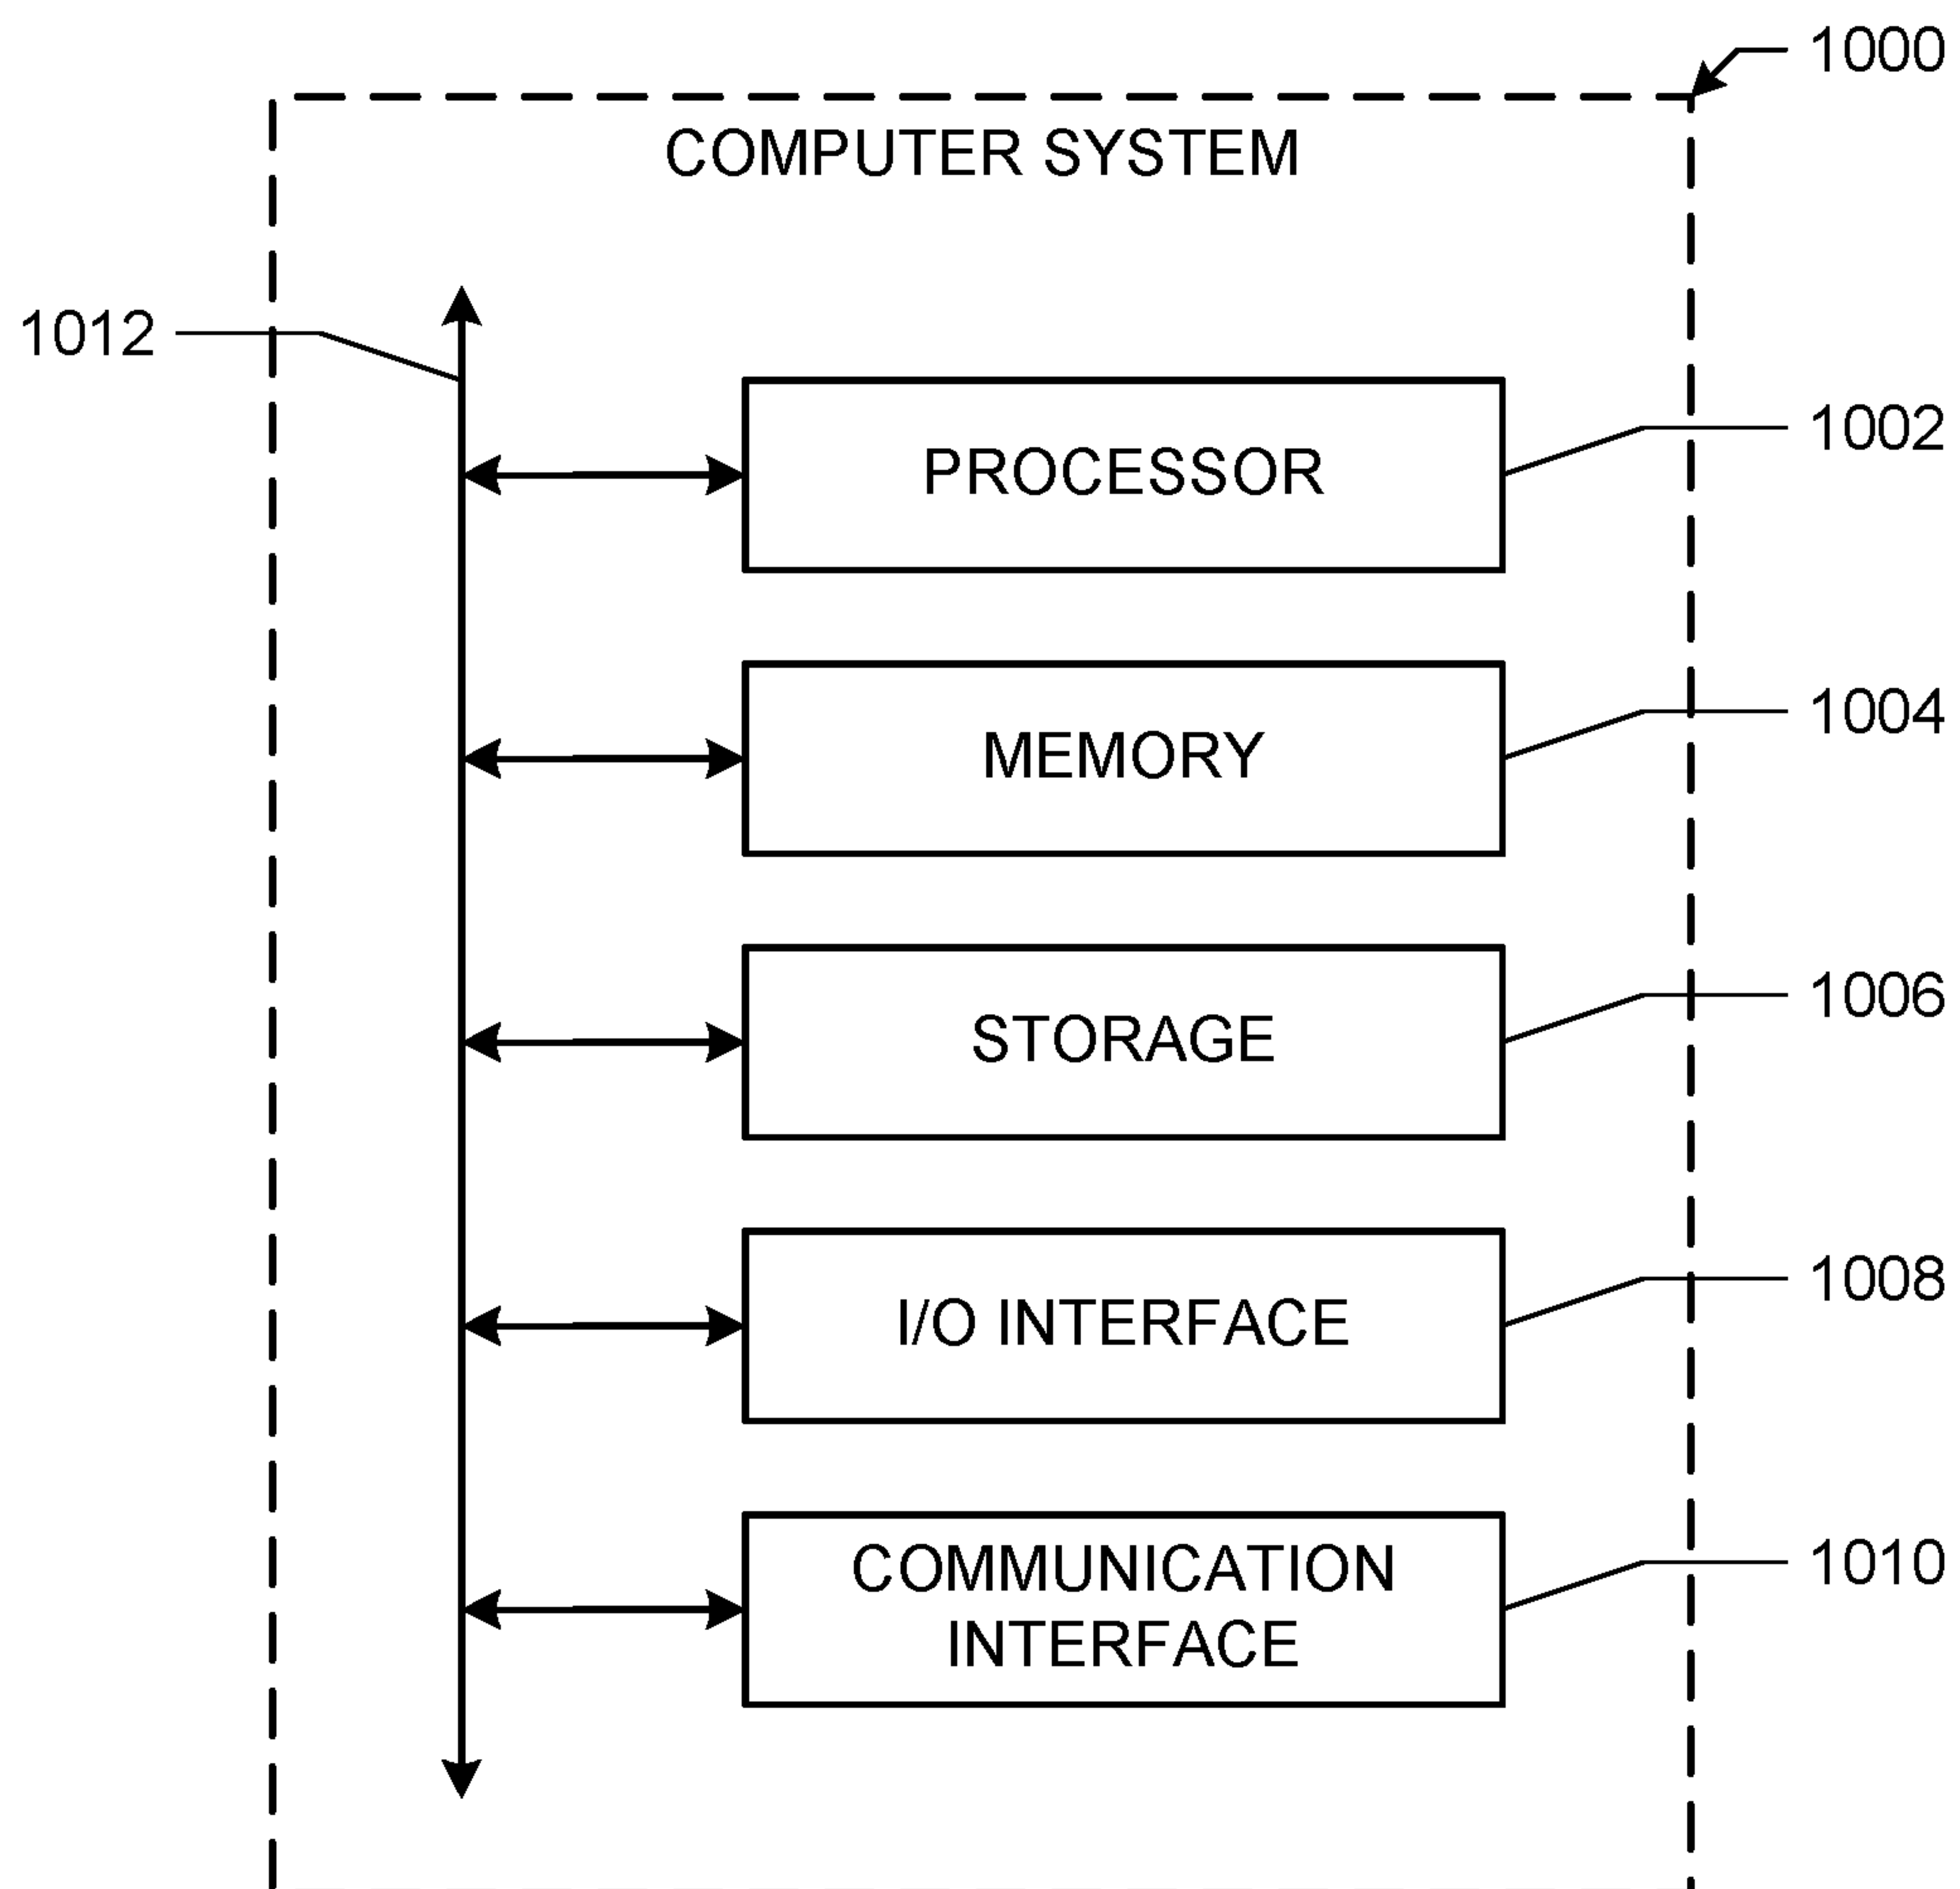 1000
COMPUTER SYSTEM
1012
PROCESSOR
1002
MEMORY
1004
STORAGE
1006
I/O INTERFACE
1008
COMMUNICATION
INTERFACE
1010